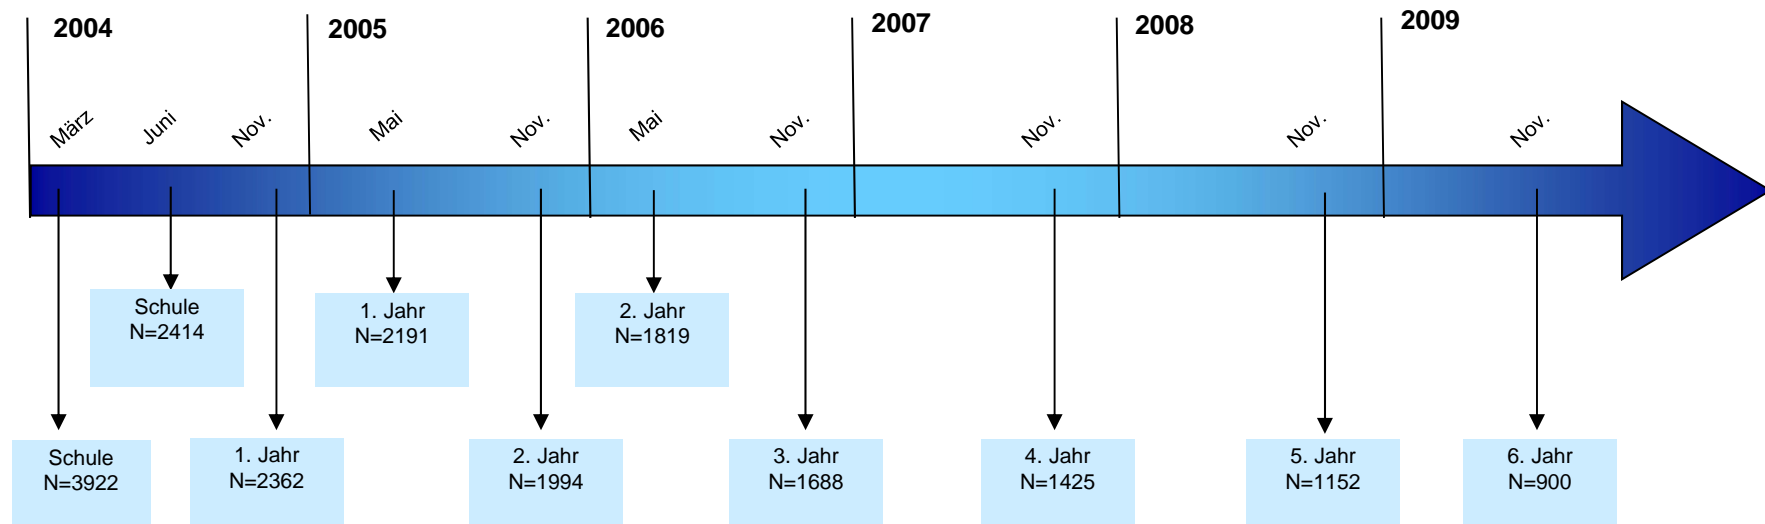 2004
2005
2006
2007
2008
2009
März
Juni
Nov.
Mai
Nov.
Mai
Nov.
Nov.
Nov.
Nov.
Schule
N=2414
1. Jahr
N=2191
2. Jahr
N=1819
Schule
N=3922
1. Jahr
N=2362
2. Jahr
N=1994
3. Jahr
N=1688
4. Jahr
N=1425
5. Jahr
N=1152
6. Jahr
N=900